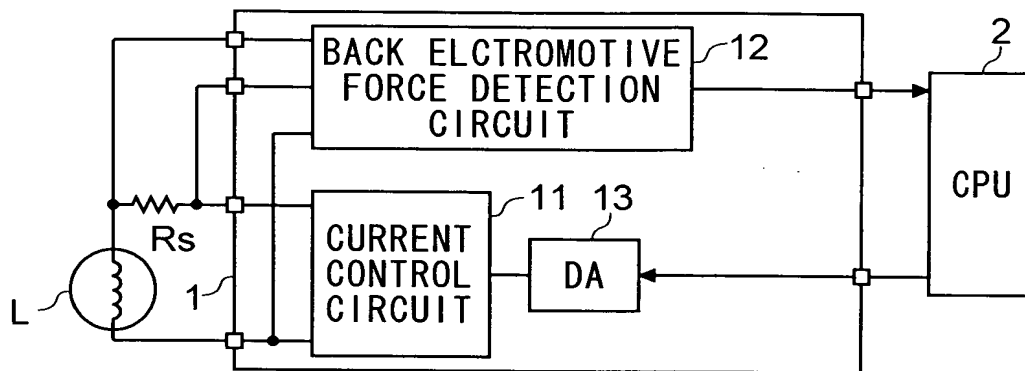 BACK ELCTROMOTIVE
FORCE DETECTION
CIRCUIT
12
2
CPU
Rs
11
13
CURRENT
CONTROL
CIRCUIT
DA
L
1